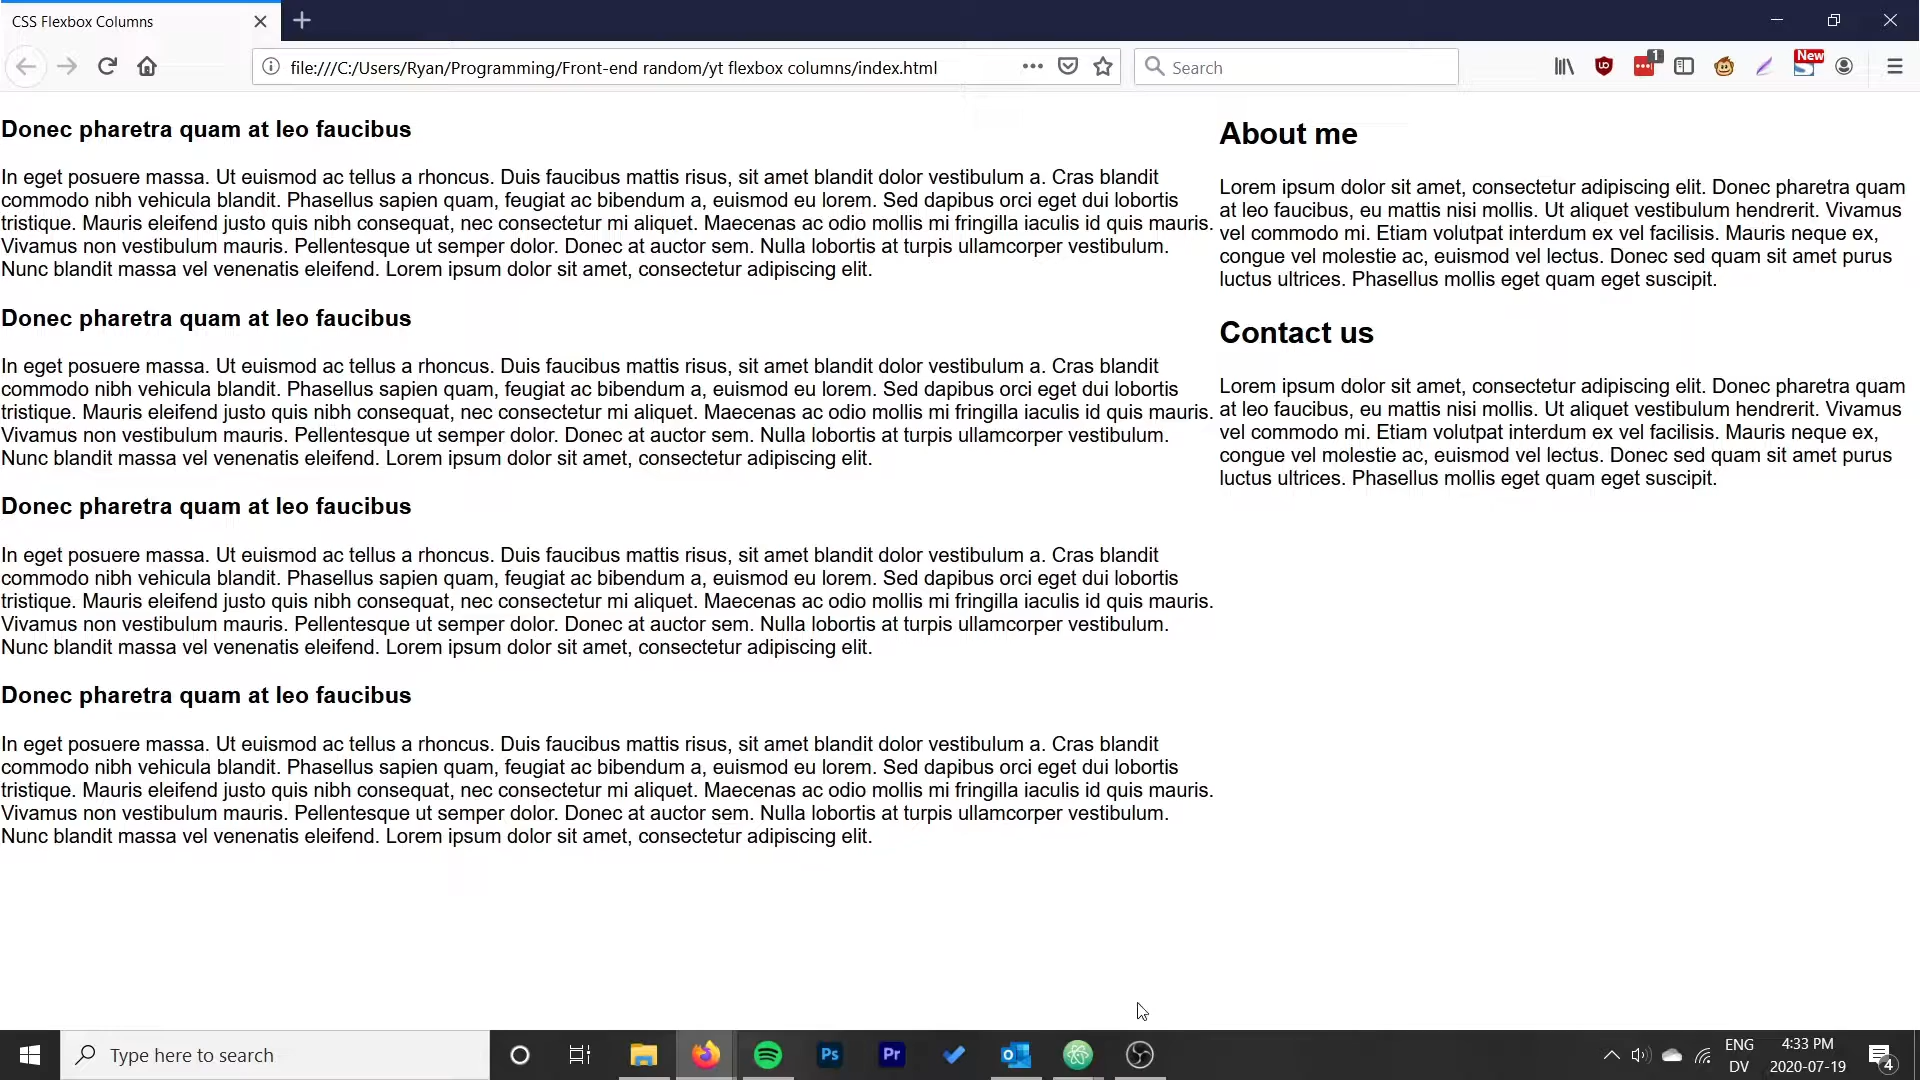 CSS Flexbox Columns
file:///C:/Users/Ryan/Programming/Front-end random/yt flexbox columns/index.html
Search
1
New
Donec pharetra quam at leo faucibus
In eget posuere massa. Ut euismod ac tellus a rhoncus. Duis faucibus mattis risus, sit amet blandit dolor vestibulum a. Cras blandit
commodo nibh vehicula blandit. Phasellus sapien quam, feugiat ac bibendum a, euismod eu lorem. Sed dapibus orci eget dui lobortis
tristique. Mauris eleifend justo quis nibh consequat, nec consectetur mi aliquet. Maecenas ac odio mollis mi fringilla iaculis id quis mauris.
Vivamus non vestibulum mauris. Pellentesque ut semper dolor. Donec at auctor sem. Nulla lobortis at turpis ullamcorper vestibulum.
Nunc blandit massa vel venenatis eleifend. Lorem ipsum dolor sit amet, consectetur adipiscing elit.
Donec pharetra quam at leo faucibus
In eget posuere massa. Ut euismod ac tellus a rhoncus. Duis faucibus mattis risus, sit amet blandit dolor vestibulum a. Cras blandit
commodo nibh vehicula blandit. Phasellus sapien quam, feugiat ac bibendum a, euismod eu lorem. Sed dapibus orci eget dui lobortis
tristique. Mauris eleifend justo quis nibh consequat, nec consectetur mi aliquet. Maecenas ac odio mollis mi fringilla iaculis id quis mauris.
Vivamus non vestibulum mauris. Pellentesque ut semper dolor. Donec at auctor sem. Nulla lobortis at turpis ullamcorper vestibulum.
Nunc blandit massa vel venenatis eleifend. Lorem ipsum dolor sit amet, consectetur adipiscing elit.
Donec pharetra quam at leo faucibus
In eget posuere massa. Ut euismod ac tellus a rhoncus. Duis faucibus mattis risus, sit amet blandit dolor vestibulum a. Cras blandit
commodo nibh vehicula blandit. Phasellus sapien quam, feugiat ac bibendum a, euismod eu lorem. Sed dapibus orci eget dui lobortis
tristique. Mauris eleifend justo quis nibh consequat, nec consectetur mi aliquet. Maecenas ac odio mollis mi fringilla iaculis id quis mauris.
Vivamus non vestibulum mauris. Pellentesque ut semper dolor. Donec at auctor sem. Nulla lobortis at turpis ullamcorper vestibulum.
Nunc blandit massa vel venenatis eleifend. Lorem ipsum dolor sit amet, consectetur adipiscing elit.
Donec pharetra quam at leo faucibus
In eget posuere massa. Ut euismod ac tellus a rhoncus. Duis faucibus mattis risus, sit amet blandit dolor vestibulum a. Cras blandit
commodo nibh vehicula blandit. Phasellus sapien quam, feugiat ac bibendum a, euismod eu lorem. Sed dapibus orci eget dui lobortis
tristique. Mauris eleifend justo quis nibh consequat, nec consectetur mi aliquet. Maecenas ac odio mollis mi fringilla iaculis id quis mauris.
Vivamus non vestibulum mauris. Pellentesque ut semper dolor. Donec at auctor sem. Nulla lobortis at turpis ullamcorper vestibulum.
Nunc blandit massa vel venenatis eleifend. Lorem ipsum dolor sit amet, consectetur adipiscing elit.
About me
Lorem ipsum dolor sit amet, consectetur adipiscing elit. Donec pharetra quam
at leo faucibus, eu mattis nisi mollis. Ut aliquet vestibulum hendrerit. Vivamus
vel commodo mi. Etiam volutpat interdum ex vel facilisis. Mauris neque ex,
congue vel molestie ac, euismod vel lectus. Donec sed quam sit amet purus
luctus ultrices. Phasellus mollis eget quam eget suscipit.
Contact us
Lorem ipsum dolor sit amet, consectetur adipiscing elit. Donec pharetra quam
at leo faucibus, eu mattis nisi mollis. Ut aliquet vestibulum hendrerit. Vivamus
vel commodo mi. Etiam volutpat interdum ex vel facilisis. Mauris neque ex,
congue vel molestie ac, euismod vel lectus. Donec sed quam sit amet purus
luctus ultrices. Phasellus mollis eget quam eget suscipit.
Type here to search
Ps
Pr
ENG
DV
4:33 PM
2020-07-19
4